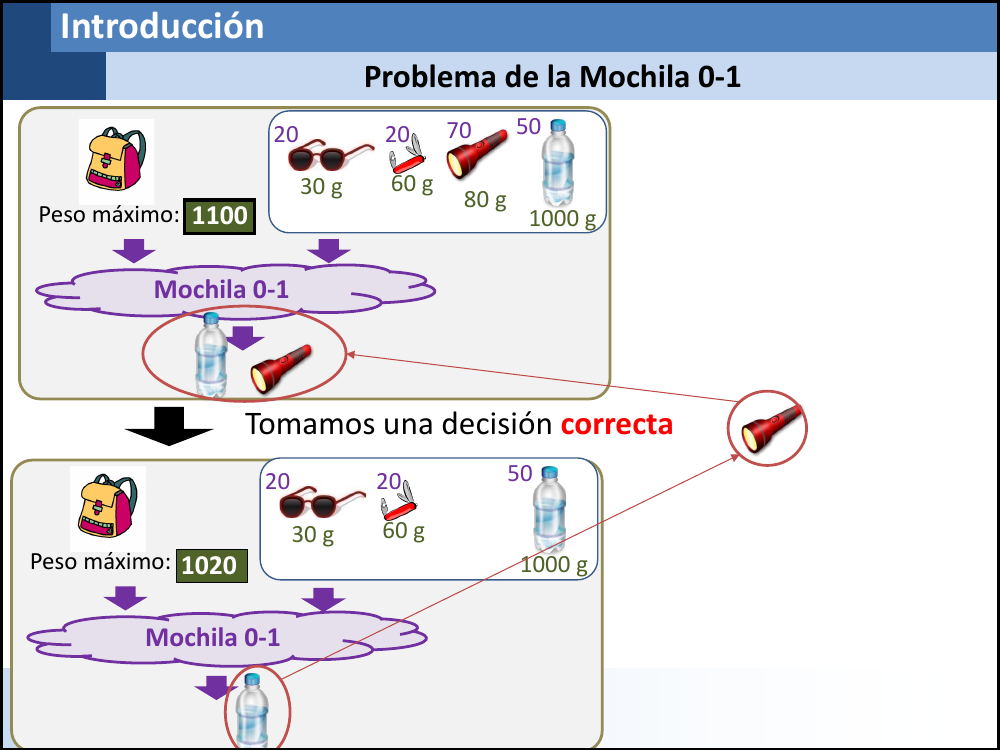 Introducción
Problema de la Mochila 0-1
20 20 70 50
30 g 60 g 80 g 1000 g
Peso máximo: 1100
Mochila 0-1
Tomamos una decisión correcta
20 20 50
30 g 60 g 1000 g
Peso máximo: 1020
Mochila 0-1